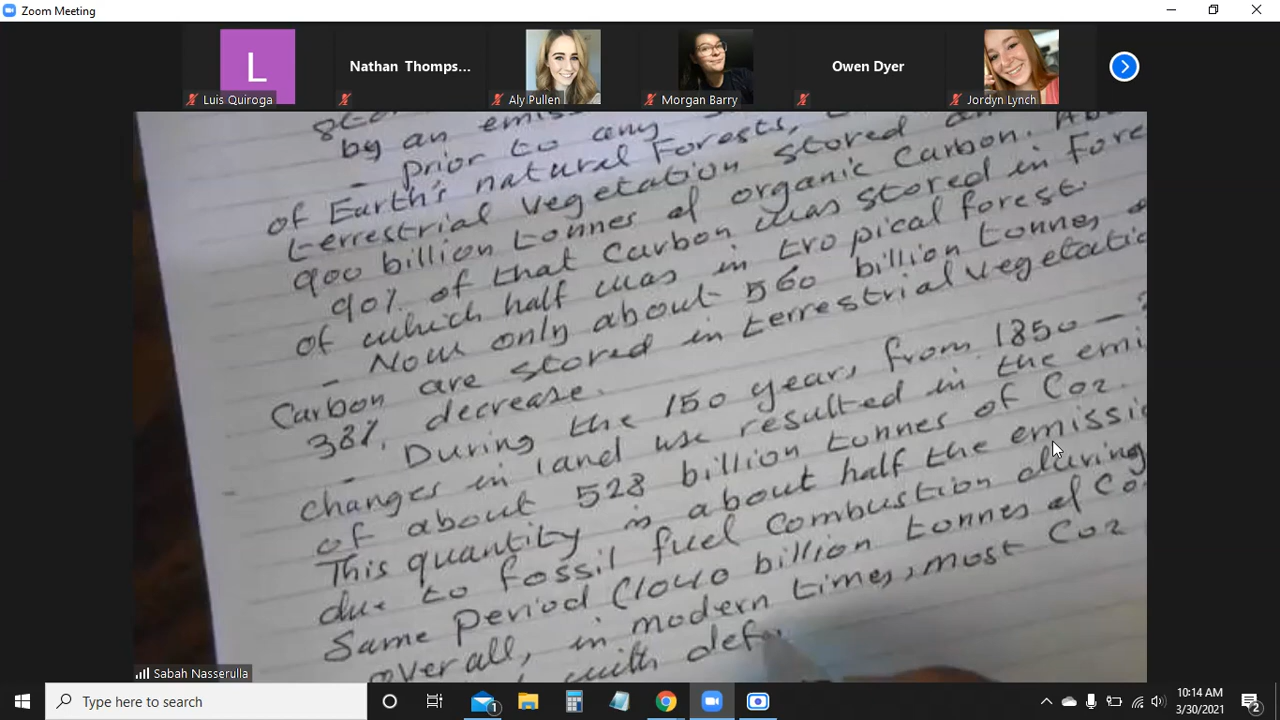 Zoom Meeting
L
Luis Quiroga
Nathan Thomps...
Aly Pullen
Morgan Barry
Owen Dyer
Jordyn Lynch
by an emiss
- Prior to any
of Earth's natural Forests,
terrestrial vegetation stored
900 billion tonnes of organic Carbon.
90% of that Carbon was stored in Fore
of which half was in tropical forest.
- Now only about 560 billion tonnes
Carbon are stored in terrestrial vegetatio
38% decrease.
- During the 150 years, from 1850 -
changes in land use resulted in the emi
of about 528 billion tonnes of Co2.
This quantity is about half the emissi
due to fossil fuel Combustion during
Same Period (1040 billion tonnes of Co
overall, in modern times, most Co2
with def
Sabah Nasserulla
Type here to search
1
10:14 AM
3/30/2021
2